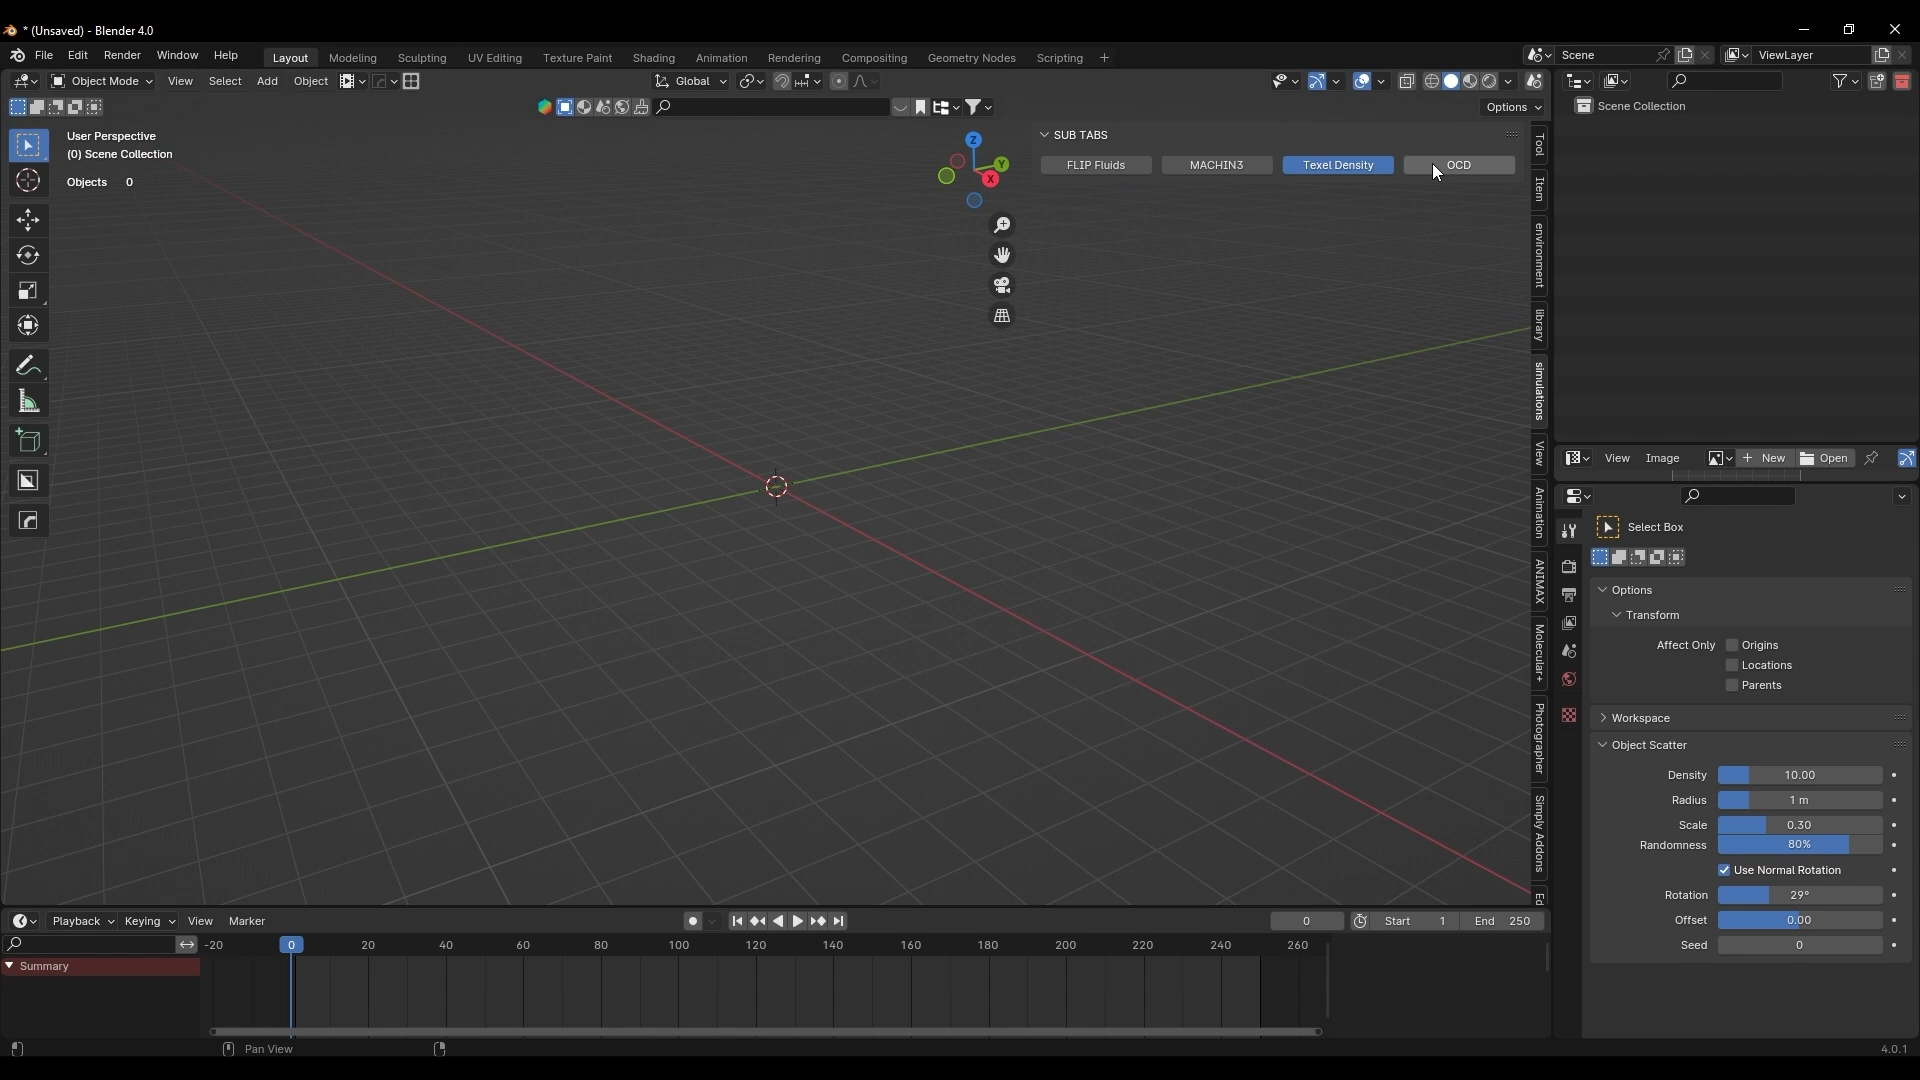 * (Unsaved) - Blender 4.0
File Edit Render Window Help
Layout Modeling Sculpting UV Editing Texture Paint Shading Animation Rendering Compositing Geometry Nodes Scripting +
Scene
ViewLayer
Object Mode View Select Add Object
Global
Options
User Perspective
(0) Scene Collection
Objects 0
Z
Y
X
SUB TABS
FLIP Fluids MACHIN3 Texel Density OCD
Tool
Item
environment
library
simulations
View
Animation
ANIMAX
Molecular+
Photographer
Simply Addons
Ed
Scene Collection
View Image New Open
Select Box
Options
Transform
Affect Only Origins
Locations
Parents
Workspace
Object Scatter
Density 10.00
Radius 1 m
Scale 0.30
Randomness 80%
Use Normal Rotation
Rotation 29°
Offset 0.00
Seed 0
Playback Keying View Marker
0 Start 1 End 250
-20 0 20 40 60 80 100 120 140 160 180 200 220 240 260
Summary
Pan View
4.0.1